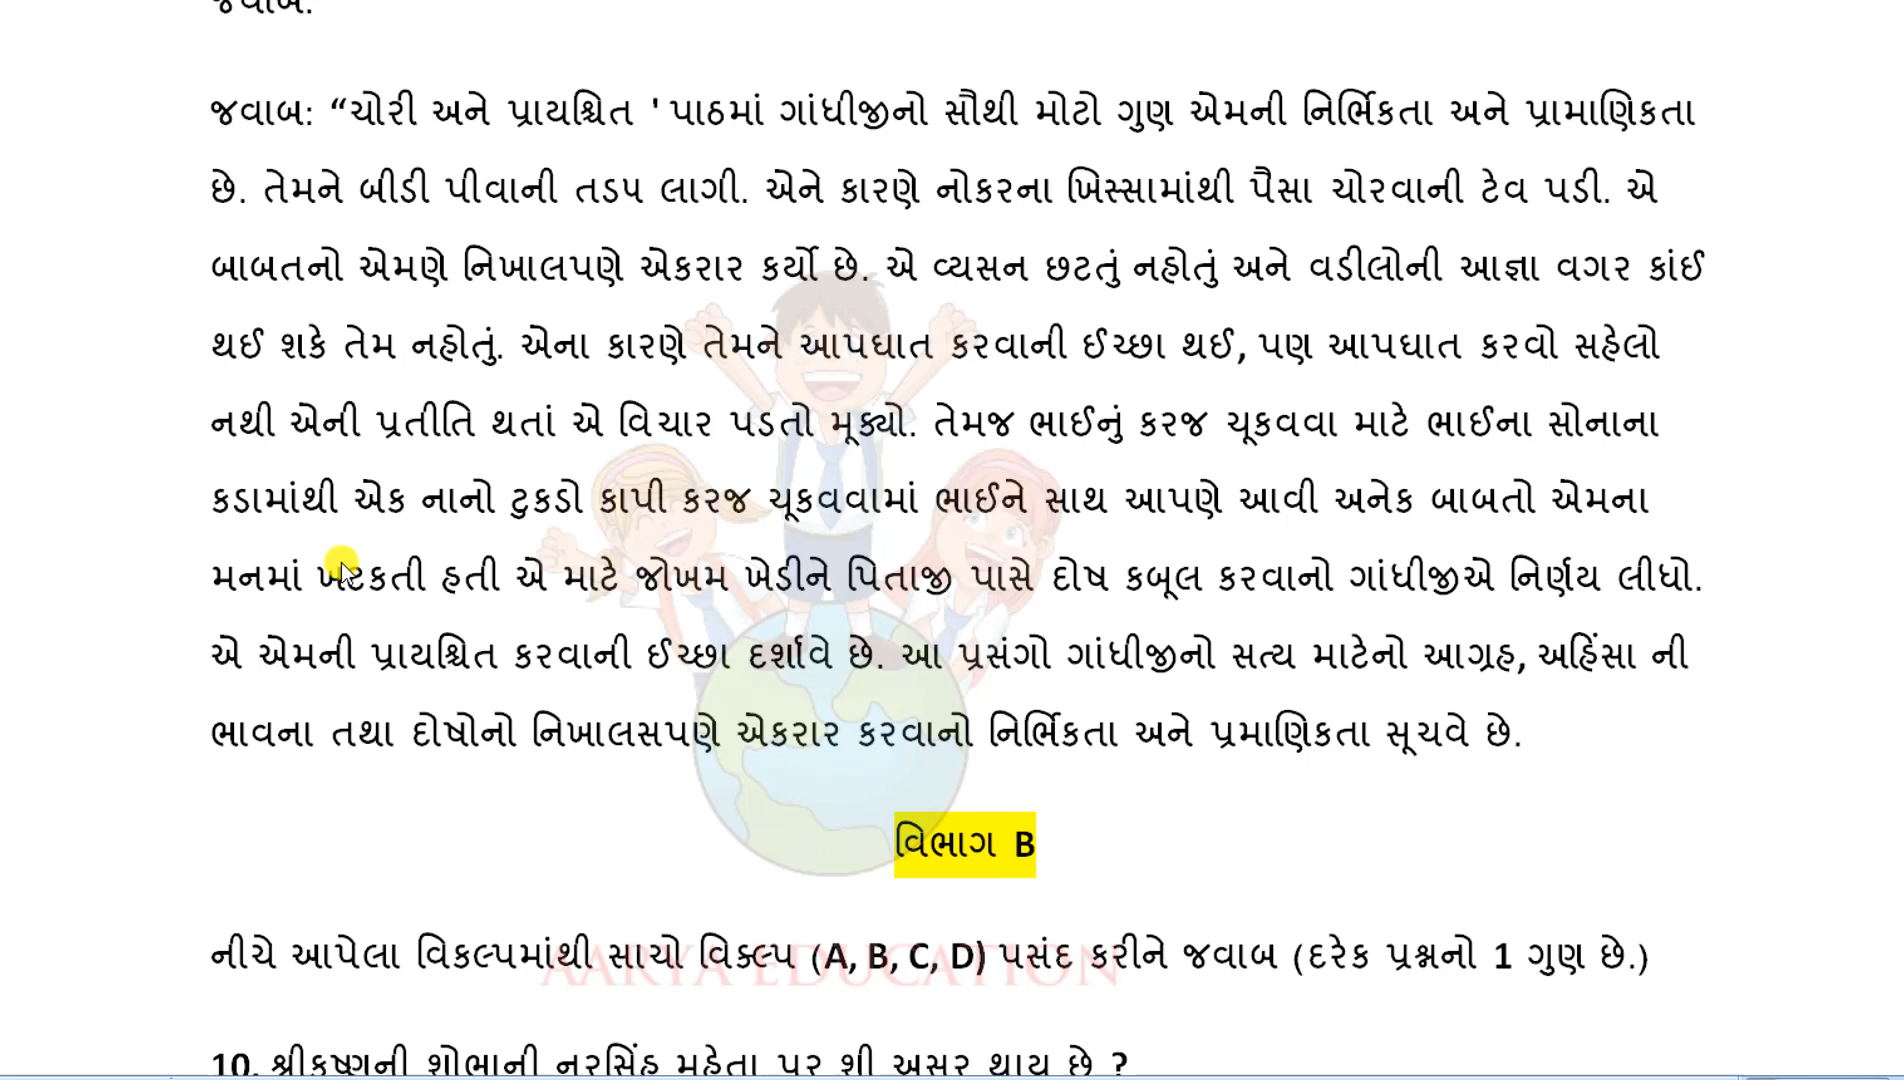 જવાબ:
જવાબ: “ચોરી અને પ્રાયશ્ચિત ' પાઠમાં ગાંધીજીનો સૌથી મોટો ગુણ એમની નિર્ભિકતા અને પ્રામાણિકતા
છે. તેમને બીડી પીવાની તડપ લાગી. એને કારણે નોકરના ખિસ્સામાંથી પૈસા ચોરવાની ટેવ પડી. એ
બાબતનો એમણે નિખાલપણે એકરાર કર્યો છે. એ વ્યસન છટતું નહોતું અને વડીલોની આજ્ઞા વગર કાંઈ
થઈ શકે તેમ નહોતું. એના કારણે તેમને આપઘાત કરવાની ઈચ્છા થઈ, પણ આપઘાત કરવો સહેલો
નથી એની પ્રતીતિ થતાં એ વિચાર પડતો મૂક્યો. તેમજ ભાઈનું કરજ ચૂકવવા માટે ભાઈના સોનાના
કડામાંથી એક નાનો ટુકડો કાપી કરજ ચૂકવવામાં ભાઈને સાથ આપણે આવી અનેક બાબતો એમના
મનમાં ખટકતી હતી એ માટે જોખમ ખેડીને પિતાજી પાસે દોષ કબૂલ કરવાનો ગાંધીજીએ નિર્ણય લીધો.
એ એમની પ્રાયશ્ચિત કરવાની ઈચ્છા દર્શાવે છે. આ પ્રસંગો ગાંધીજીનો સત્ય માટેનો આગ્રહ, અહિંસા ની
ભાવના તથા દોષોનો નિખાલસપણે એકરાર કરવાનો નિર્ભિકતા અને પ્રમાણિકતા સૂચવે છે.
વિભાગ B
નીચે આપેલા વિકલ્પમાંથી સાચો વિકલ્પ (A, B, C, D) પસંદ કરીને જવાબ (દરેક પ્રશ્નનો 1 ગુણ છે.)
AARYA EDUCATION
10. શ્રીકૃષ્ણની શોભાની નરસિંહ મહેતા પર શી અસર થાય છે ?